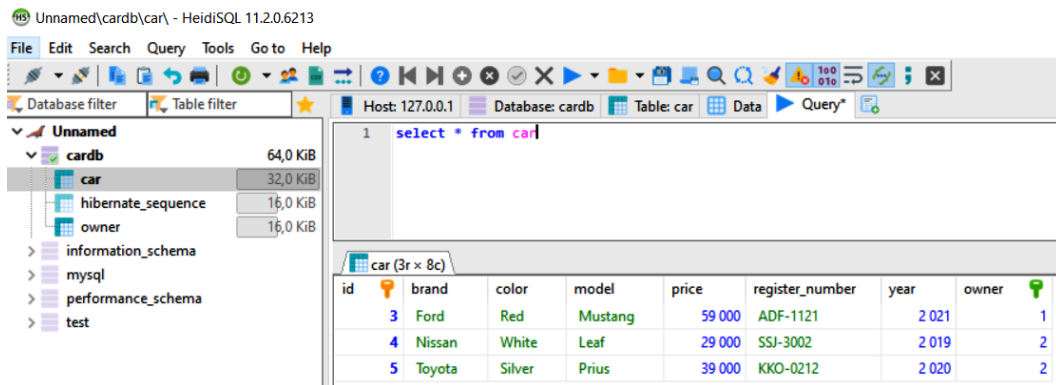 HS Unnamed\cardb\car\ - HeidiSQL 11.2.0.6213
File Edit Search Query Tools Go to Help
Database filter Table filter Host: 127.0.0.1 Database: cardb Table: car Data Query*
Unnamed
cardb 64,0 KiB
car 32,0 KiB
hibernate_sequence 16,0 KiB
owner 16,0 KiB
information_schema
mysql
performance_schema
test
1 select * from car
car (3r × 8c)
id brand color model price register_number year owner
3 Ford Red Mustang 59 000 ADF-1121 2 021 1
4 Nissan White Leaf 29 000 SSJ-3002 2 019 2
5 Toyota Silver Prius 39 000 KKO-0212 2 020 2